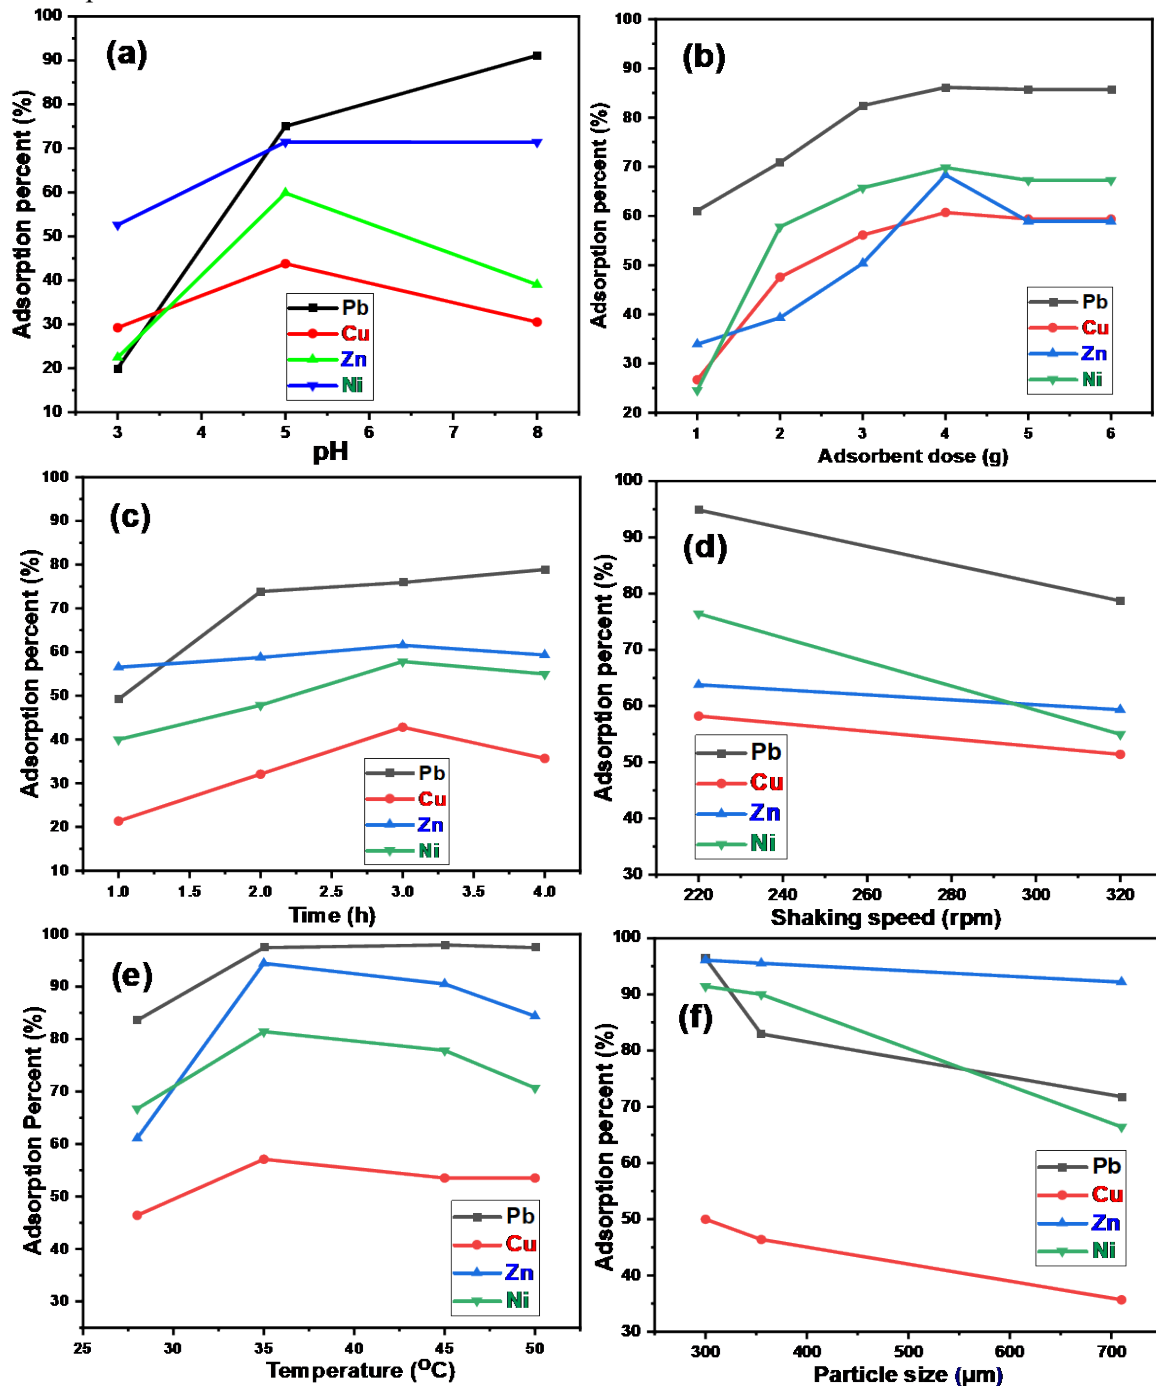 (a)
Adsorption percent (%)
100
90
80
70
60
50
40
30
20
10
Pb
Cu
Zn
Ni
3 4 5 6 7 8
pH
(b)
Adsorption percent (%)
100
90
80
70
60
50
40
30
20
Pb
Cu
Zn
Ni
1 2 3 4 5 6
Adsorbent dose (g)
(c)
Adsorption percent (%)
100
90
80
70
60
50
40
30
20
10
Pb
Cu
Zn
Ni
1.0 1.5 2.0 2.5 3.0 3.5 4.0
Time (h)
(d)
Adsorption percent (%)
100
90
80
70
60
50
40
30
Pb
Cu
Zn
Ni
220 240 260 280 300 320
Shaking speed (rpm)
(e)
Adsorption Percent (%)
100
90
80
70
60
50
40
30
Pb
Cu
Zn
Ni
25 30 35 40 45 50
Temperature (OC)
(f)
Adsorption percent (%)
100
90
80
70
60
50
40
30
Pb
Cu
Zn
Ni
300 400 500 600 700
Particle size (μm)